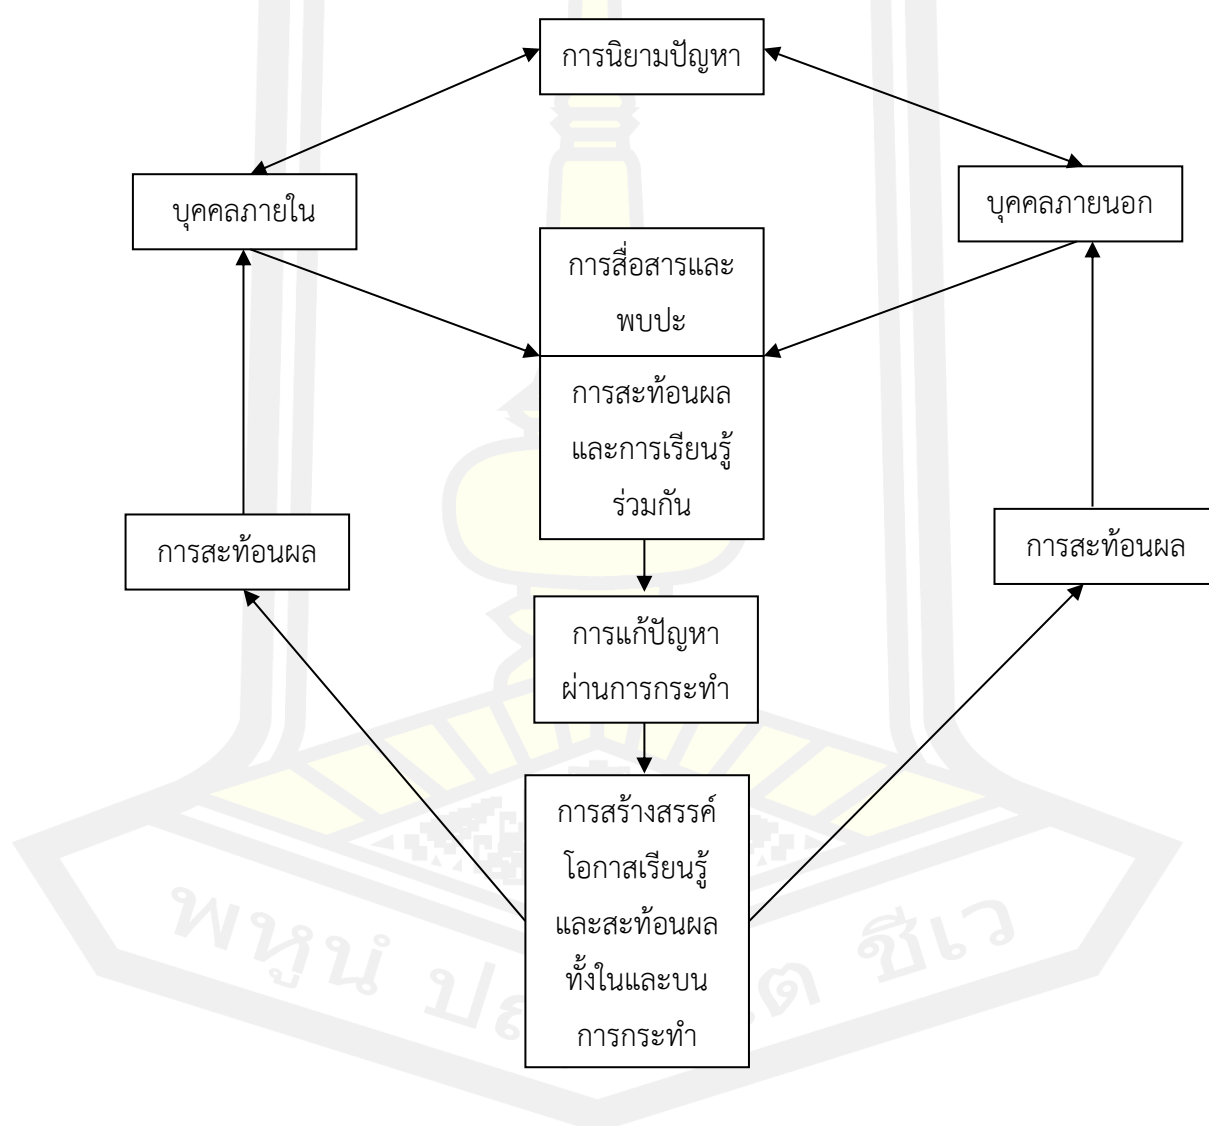 การนิยามปัญหา
บุคคลภายใน
บุคคลภายนอก
การสื่อสารและ
พบปะ
การสะท้อนผล
และการเรียนรู้
ร่วมกัน
การสะท้อนผล
การสะท้อนผล
การแก้ปัญหา
ผ่านการกระทำ
การสร้างสรรค์
โอกาสเรียนรู้
และสะท้อนผล
ทั้งในและบน
การกระทำ
พหูนํ ชีเว